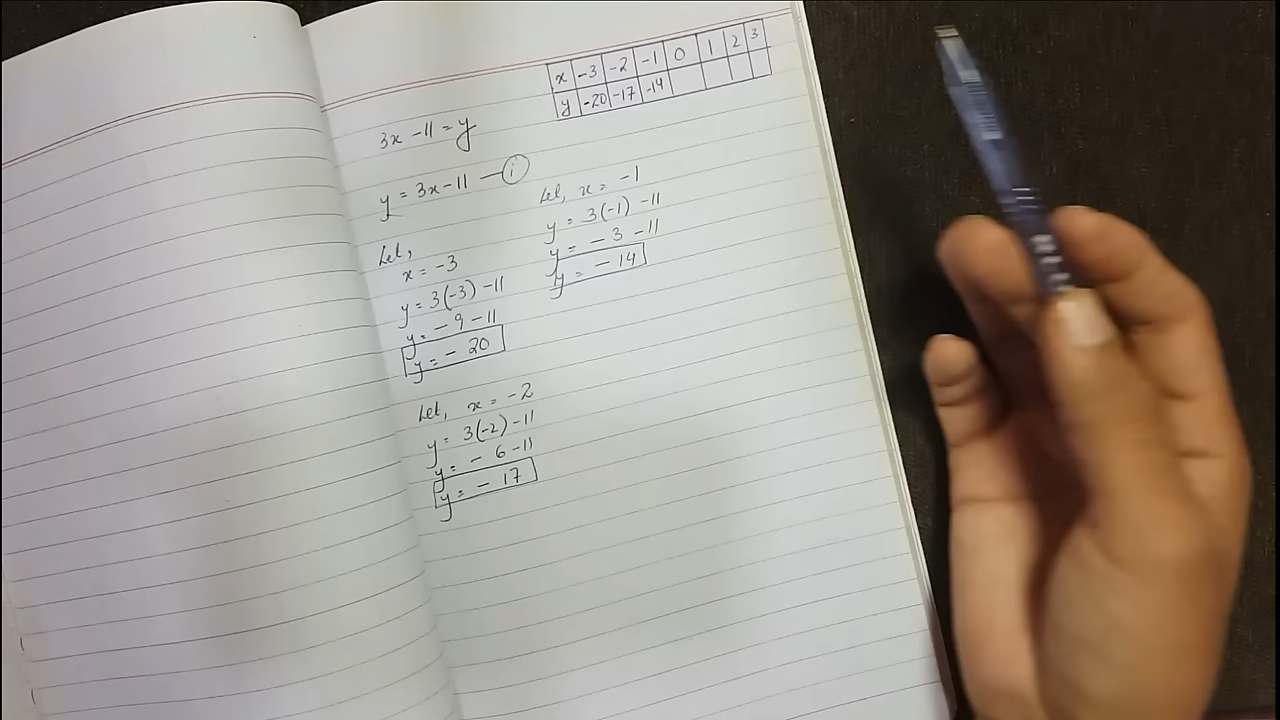 x -3 -2 -1 0 1 2 3
y -20 -17 -14
3x - 11 = y
y = 3x - 11 — i
Let,
x = -3
y = 3(-3) - 11
y = - 9 - 11
y = - 20
Let, x = -2
y = 3(-2) - 11
y = - 6 - 11
y = - 17
Let, x = -1
y = 3(-1) - 11
y = - 3 - 11
y = - 14